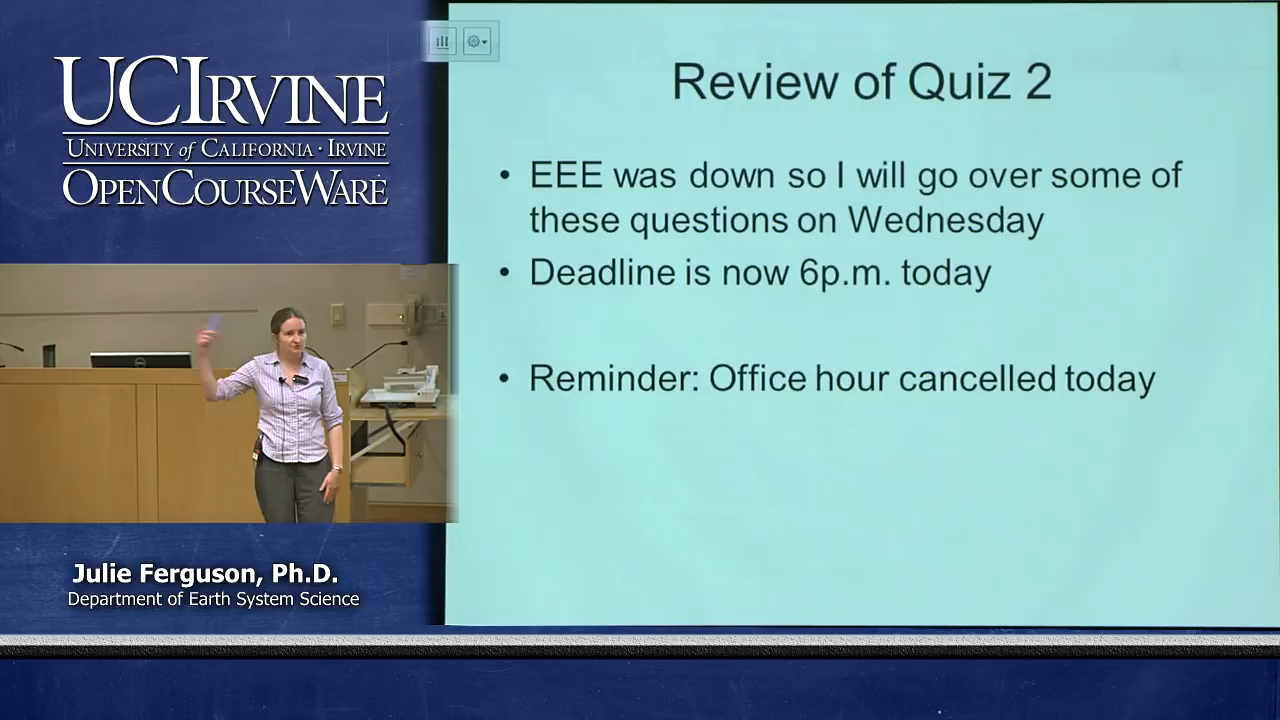 UCIRVINE
UNIVERSITY of CALIFORNIA · IRVINE
OPENCOURSEWARE
Review of Quiz 2
• EEE was down so I will go over some of
these questions on Wednesday
• Deadline is now 6p.m. today
• Reminder: Office hour cancelled today
Julie Ferguson, Ph.D.
Department of Earth System Science